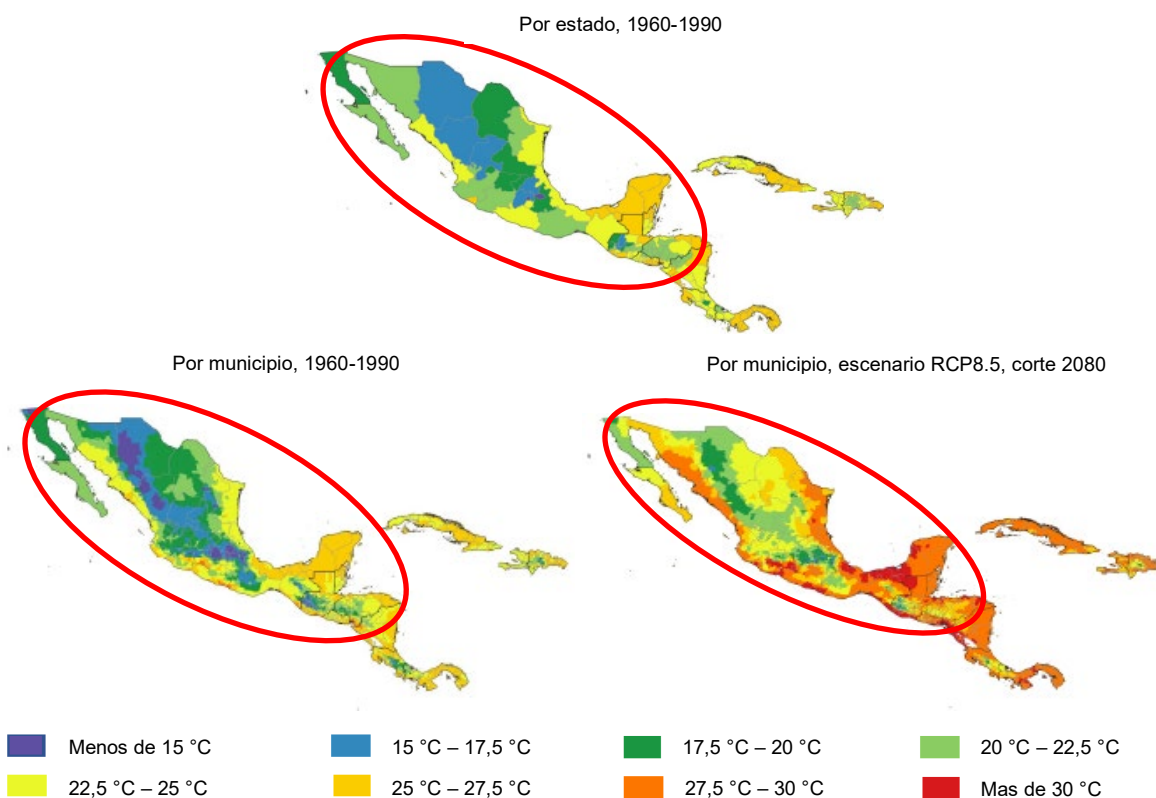 Por estado, 1960-1990
Por municipio, 1960-1990
Por municipio, escenario RCP8.5, corte 2080
Menos de 15 °C
15 °C – 17,5 °C
17,5 °C – 20 °C
20 °C – 22,5 °C
22,5 °C – 25 °C
25 °C – 27,5 °C
27,5 °C – 30 °C
Mas de 30 °C